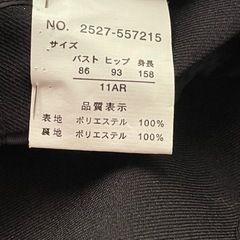 NO. 2527-557215
サイズ
バスト ヒップ 身長
86 93 158
11AR
品質表示
表地 ポリエステル 100%
裏地 ポリエステル 100%